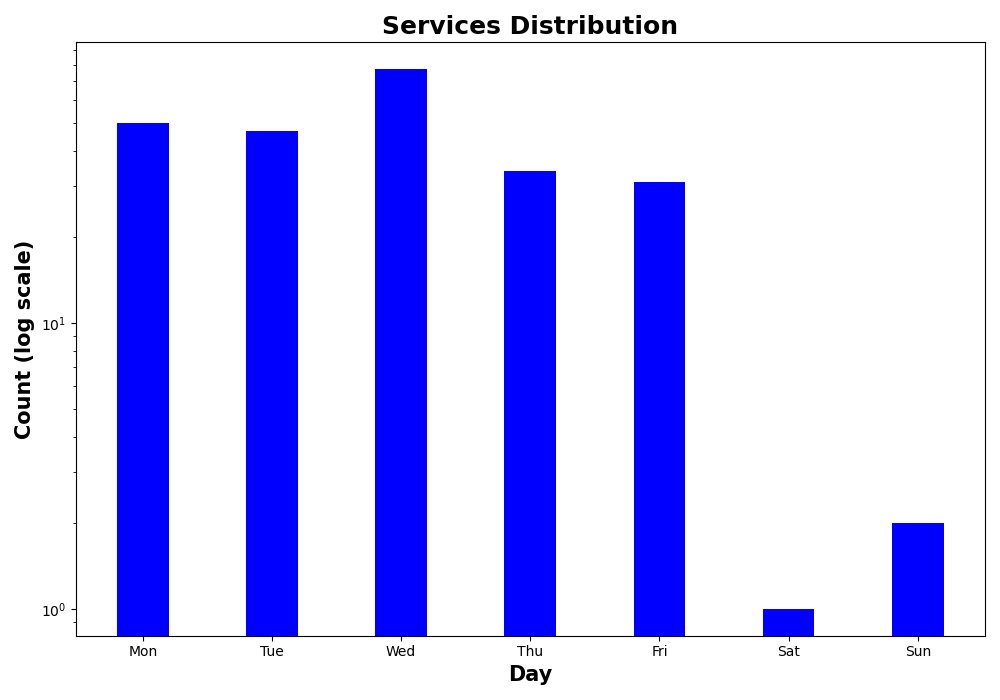 Services Distribution
Count (log scale)
10¹
10⁰
Mon Tue Wed Thu Fri Sat Sun
Day